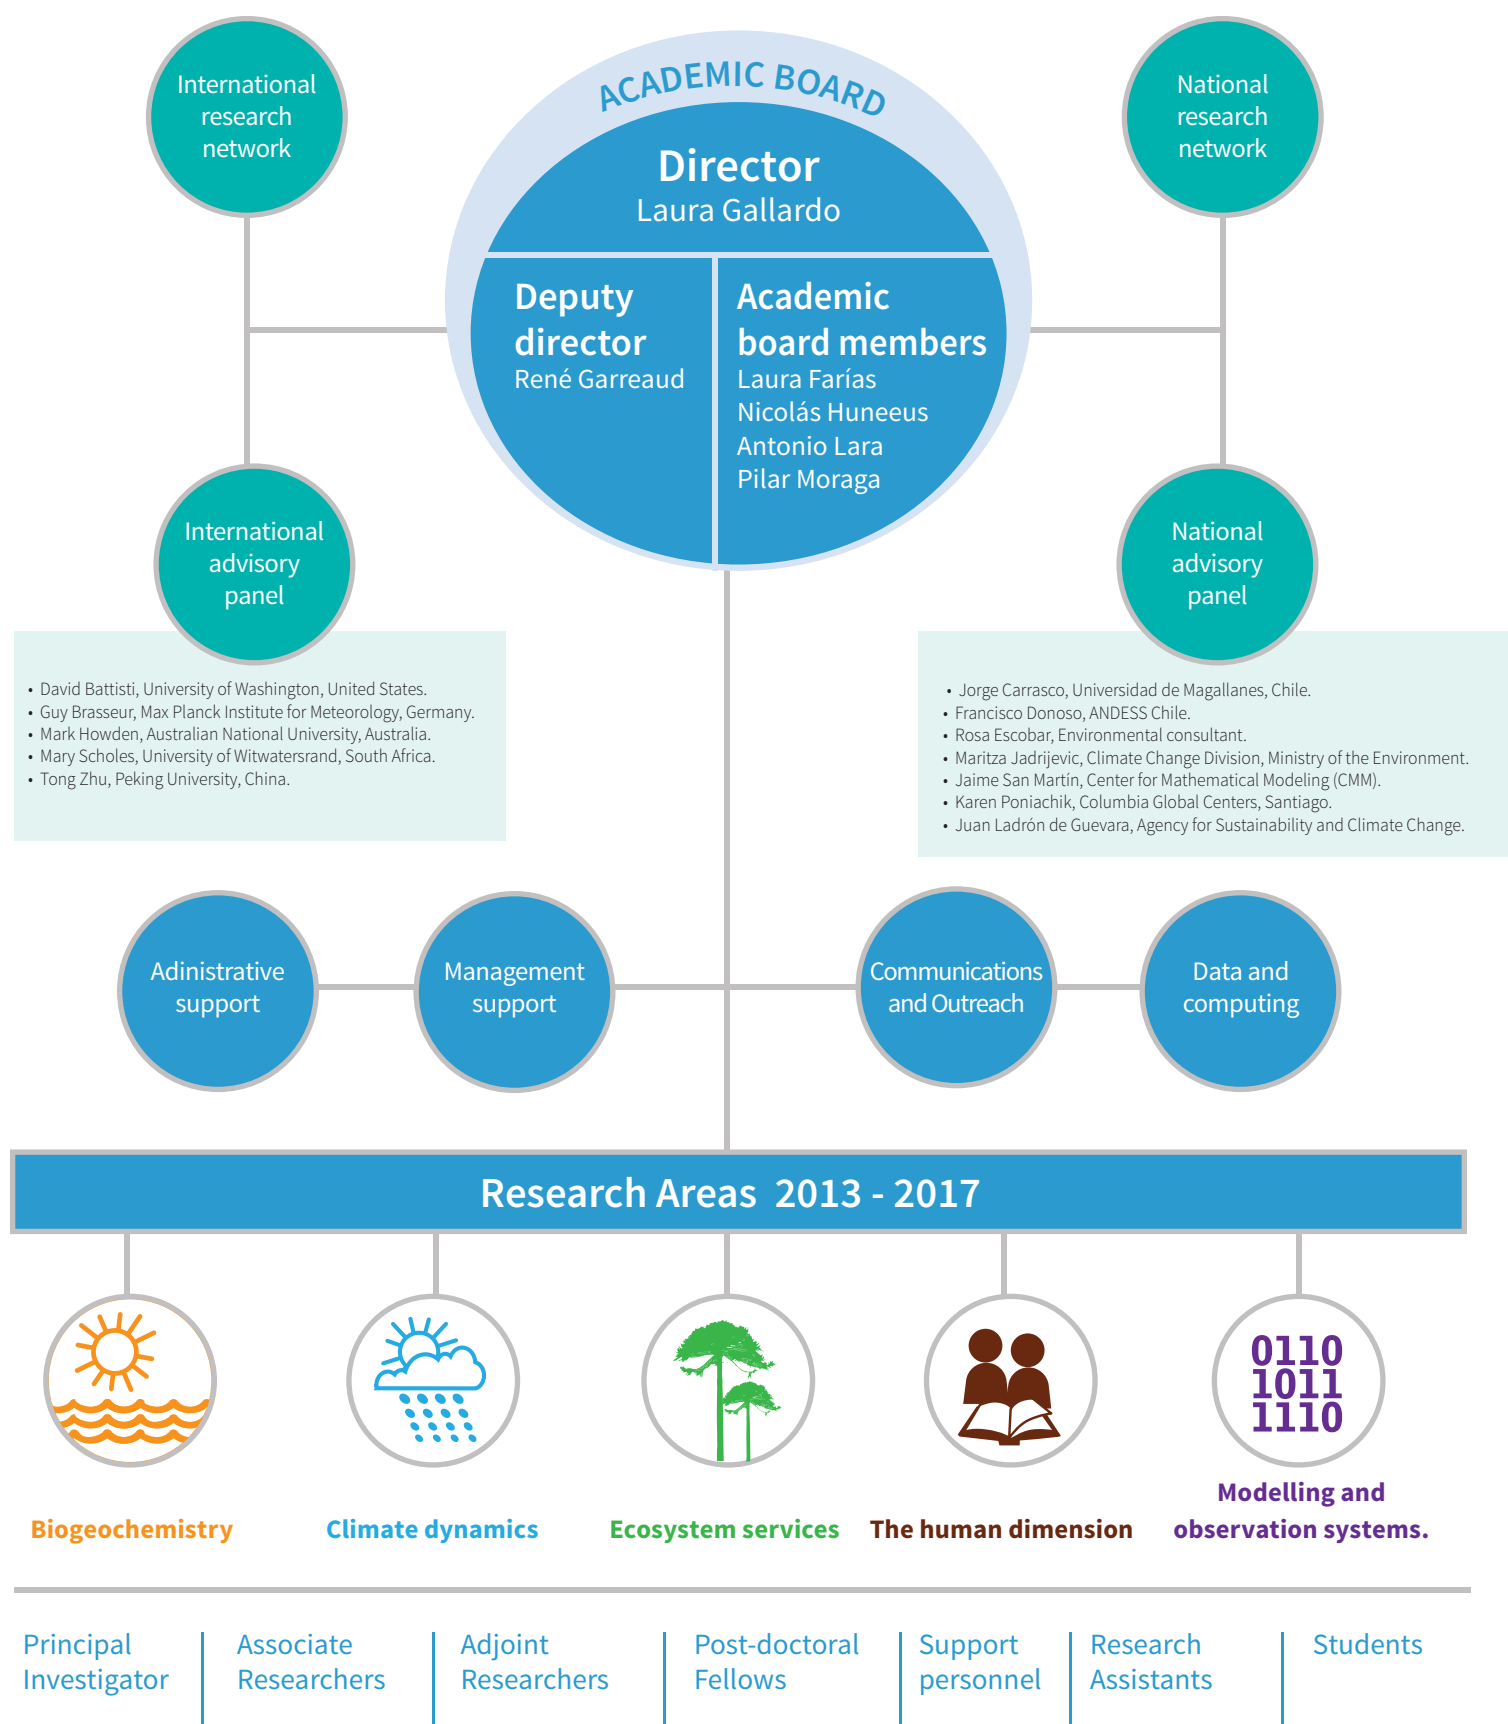 International
research
network
ACADEMIC BOARD
Director
Laura Gallardo
Deputy
director
René Garreaud
Academic
board members
Laura Farías
Nicolás Huneeus
Antonio Lara
Pilar Moraga
National
research
network
International
advisory
panel
• David Battisti, University of Washington, United States.
• Guy Brasseur, Max Planck Institute for Meteorology, Germany.
• Mark Howden, Australian National University, Australia.
• Mary Scholes, University of Witwatersrand, South Africa.
• Tong Zhu, Peking University, China.
National
advisory
panel
• Jorge Carrasco, Universidad de Magallanes, Chile.
• Francisco Donoso, ANDESS Chile.
• Rosa Escobar, Environmental consultant.
• Maritza Jadrijevic, Climate Change Division, Ministry of the Environment.
• Jaime San Martín, Center for Mathematical Modeling (CMM).
• Karen Poniachik, Columbia Global Centers, Santiago.
• Juan Ladrón de Guevara, Agency for Sustainability and Climate Change.
Adinistrative
support
Management
support
Communications
and Outreach
Data and
computing
Research Areas 2013 - 2017
0110
1011
1110
Biogeochemistry
Climate dynamics
Ecosystem services
The human dimension
Modelling and
observation systems.
Principal
Investigator
Associate
Researchers
Adjoint
Researchers
Post-doctoral
Fellows
Support
personnel
Research
Assistants
Students